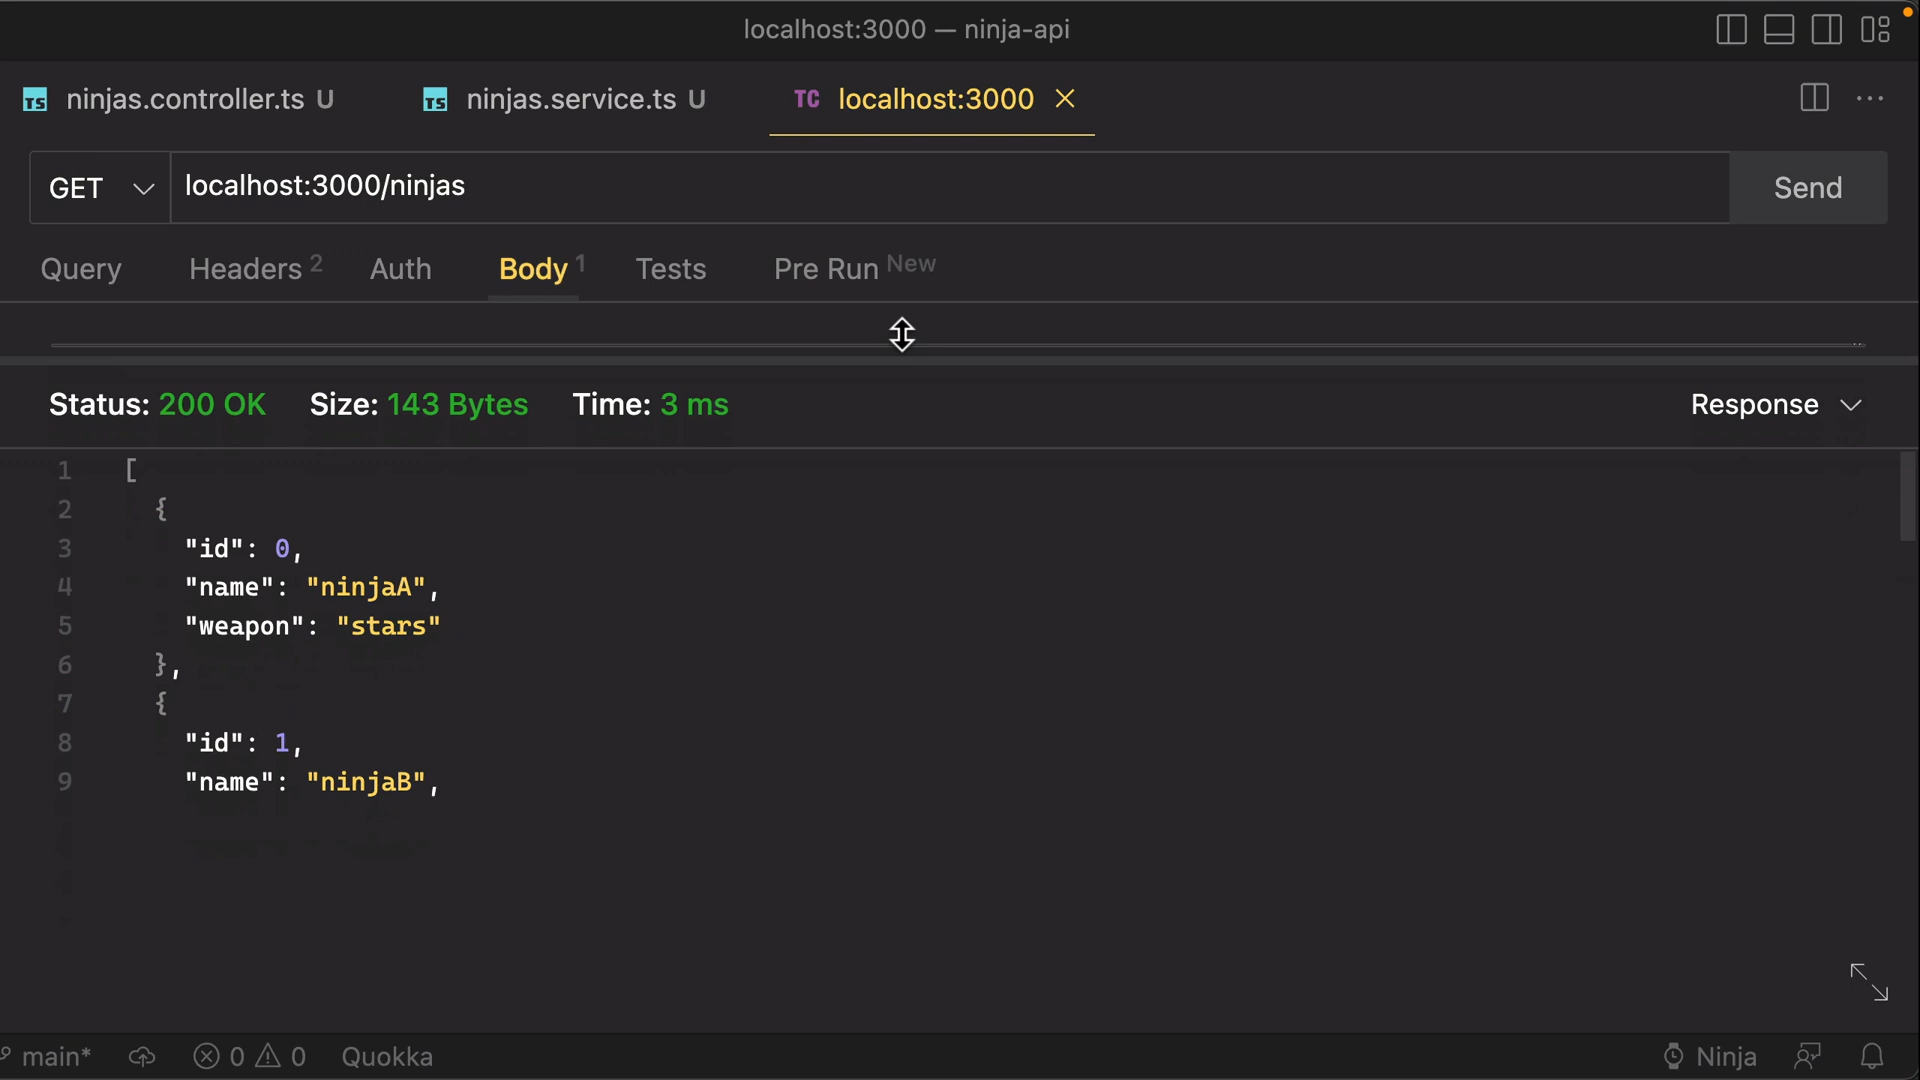 localhost:3000 — ninja-api
TS ninjas.controller.ts U TS ninjas.service.ts U TC localhost:3000
GET localhost:3000/ninjas Send
Query Headers 2 Auth Body 1 Tests Pre Run New
Status: 200 OK Size: 143 Bytes Time: 3 ms Response
1 [
2 {
3 "id": 0,
4 "name": "ninjaA",
5 "weapon": "stars"
6 },
7 {
8 "id": 1,
9 "name": "ninjaB",
main* 0 0 Quokka Ninja